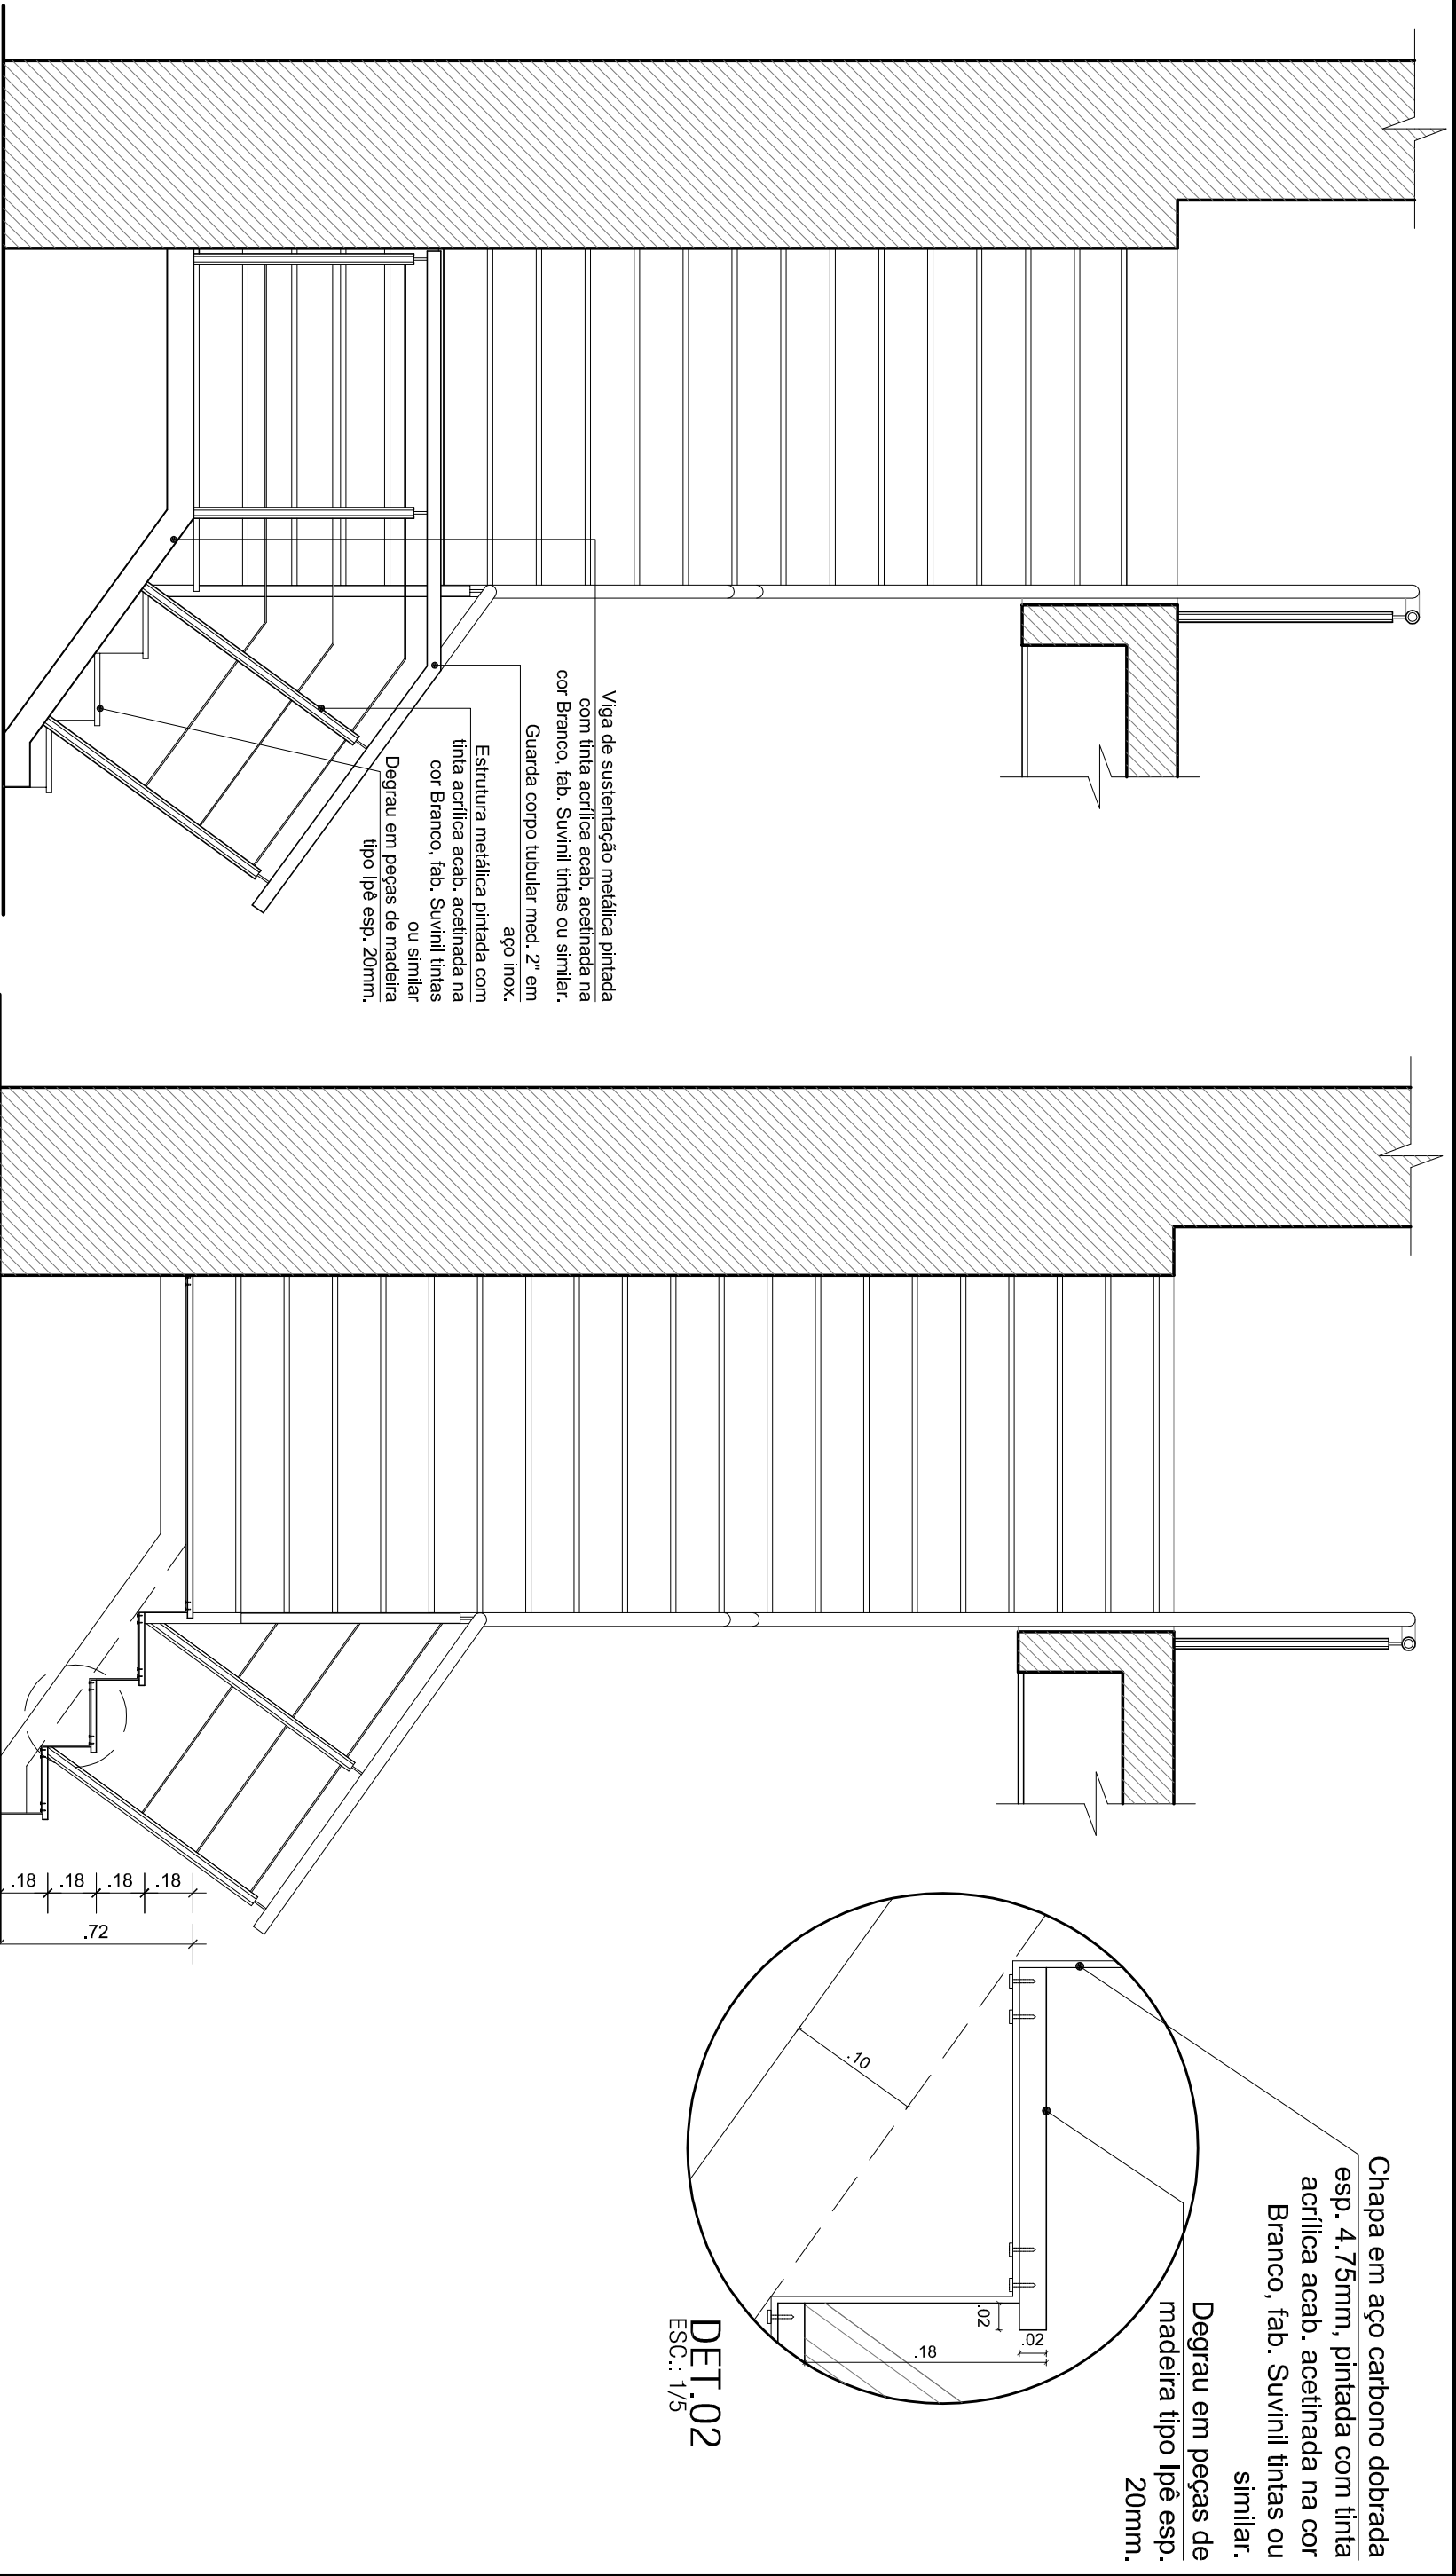 Viga de sustentação metálica pintada
com tinta acrílica acab. acetinada na
cor Branco, fab. Suvinil tintas ou similar.
Guarda corpo tubular med. 2" em
aço inox.
Estrutura metálica pintada com
tinta acrílica acab. acetinada na
cor Branco, fab. Suvinil tintas
ou similar
Degrau em peças de madeira
tipo Ipê esp. 20mm.
.18
.18
.18
.18
.72
Chapa em aço carbono dobrada
esp. 4.75mm, pintada com tinta
acrílica acab. acetinada na cor
Branco, fab. Suvinil tintas ou
similar.
Degrau em peças de
madeira tipo Ipê esp.
20mm.
.10
.02
.02
.18
DET.02
ESC.: 1/5